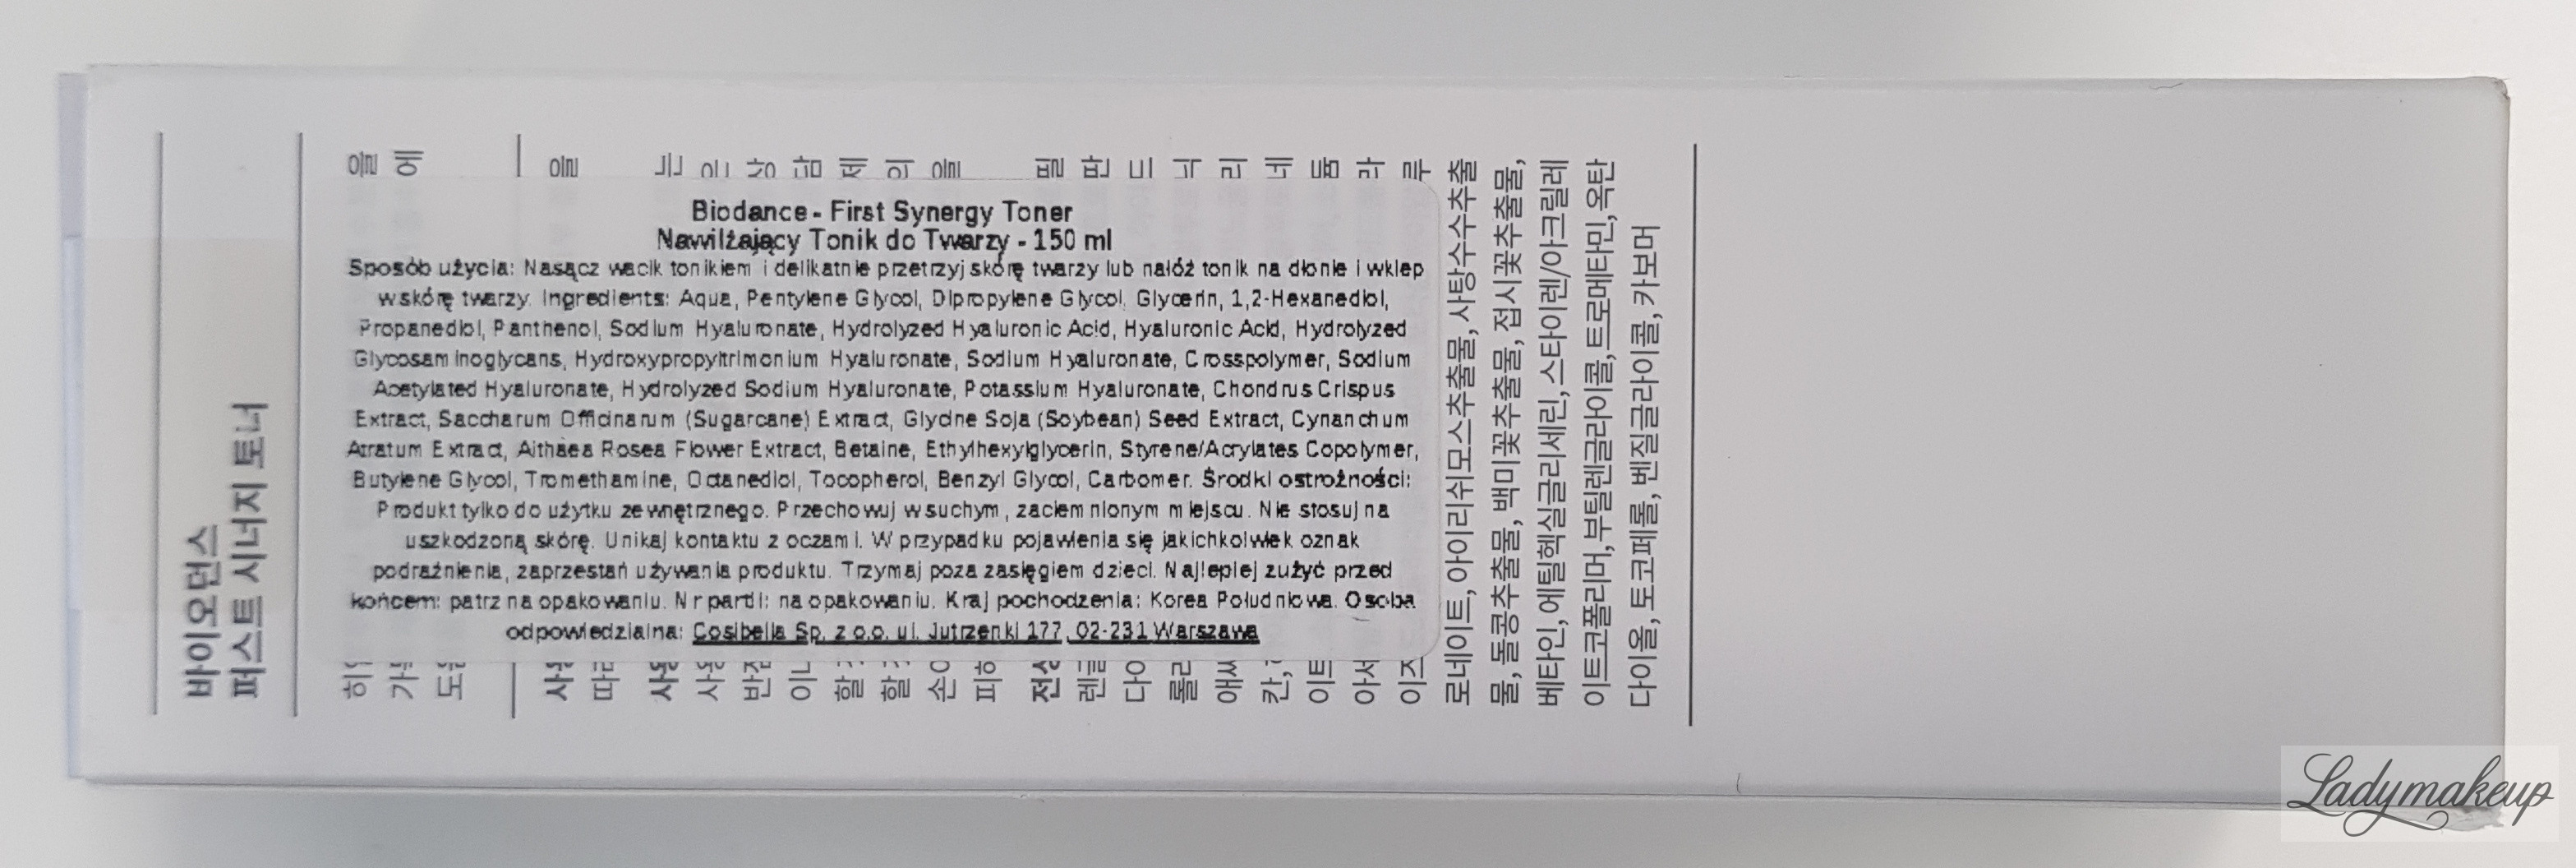 Biodance - First Synergy Toner
Nawilżający Tonik do Twarzy - 150 ml
Sposób użycia: Nasącz wacik tonikiem i delikatnie przetrzyj skórę twarzy lub nałóż tonik na dłonie i wklep
w skórę twarzy. Ingredients: Aqua, Pentylene Glycol, Dipropylene Glycol, Glycerin, 1,2-Hexanediol,
Propanediol, Panthenol, Sodium Hyaluronate, Hydrolyzed Hyaluronic Acid, Hyaluronic Acid, Hydrolyzed
Glycosaminoglycans, Hydroxypropyltrimonium Hyaluronate, Sodium Hyaluronate, Crosspolymer, Sodium
Acetylated Hyaluronate, Hydrolyzed Sodium Hyaluronate, Potassium Hyaluronate, Chondrus Crispus
Extract, Saccharum Officinarum (Sugarcane) Extract, Glycine Soja (Soybean) Seed Extract, Cynanchum
Atratum Extract, Althaea Rosea Flower Extract, Betaine, Ethylhexylglycerin, Styrene/Acrylates Copolymer,
Butylene Glycol, Tromethamine, Octanediol, Tocopherol, Benzyl Glycol, Carbomer. Środki ostrożności:
Produkt tylko do użytku zewnętrznego. Przechowuj w suchym, zaciemnionym miejscu. Nie stosuj na
uszkodzoną skórę. Unikaj kontaktu z oczami. W przypadku pojawienia się jakichkolwiek oznak
podrażnienia, zaprzestań używania produktu. Trzymaj poza zasięgiem dzieci. Najlepiej zużyć przed
końcem: patrz na opakowaniu. Nr partii: na opakowaniu. Kraj pochodzenia: Korea Południowa. Osoba
odpowiedzialna: Cosibella Sp. z o.o. ul. Jutrzenki 177, 02-231 Warszawa
바이오던스
퍼스트 시너지 토너
로네이트, 아이리쉬모스추출물, 사탕수수추출
물, 돌콩추출물, 백미꽃추출물, 접시꽃추출물,
베타인, 에틸헥실글리세린, 스타이렌/아크릴레
이트코폴리머, 부틸렌글라이콜, 트로메타민, 옥탄
다이올, 토코페롤, 벤질글라이콜, 카보머
Ladymakeup